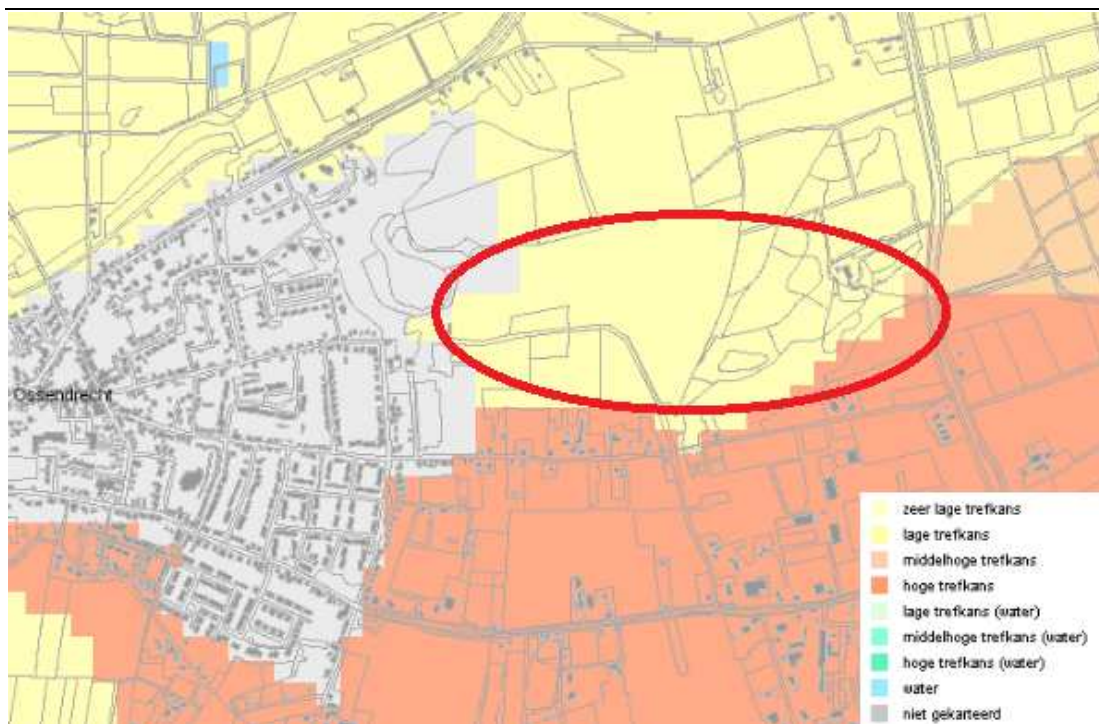 Ossendrecht
zeer lage trefkans
lage trefkans
middelhoge trefkans
hoge trefkans
lage trefkans (water)
middelhoge trefkans (water)
hoge trefkans (water)
water
niet gekarteerd